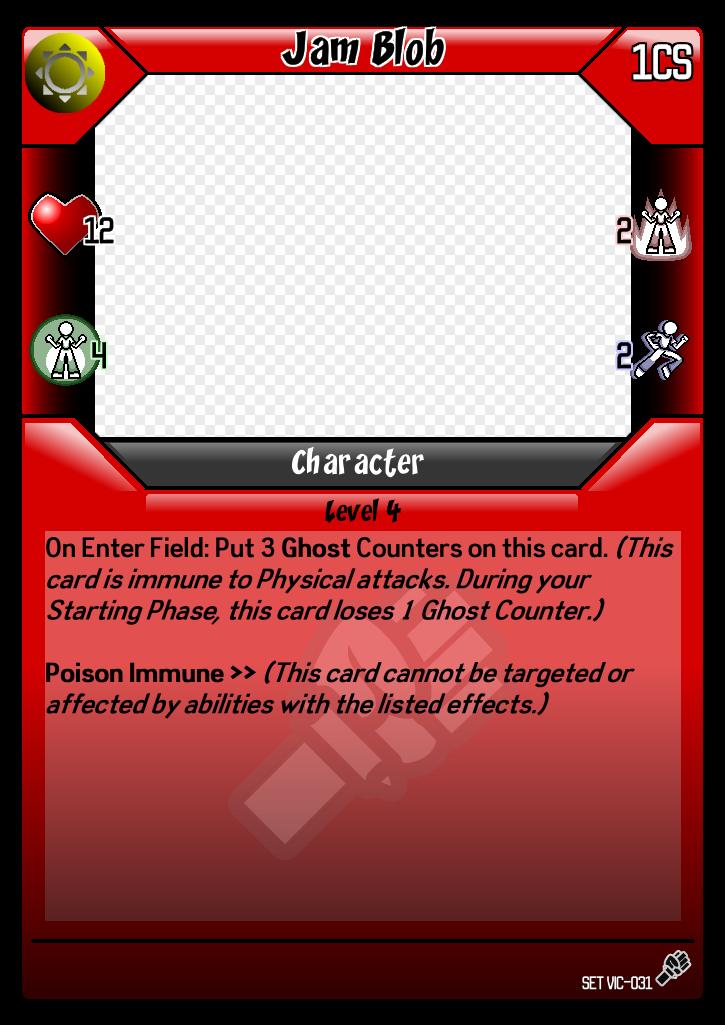 Jam Blob
1CS
12
2
4
2
Character
Level 4
On Enter Field: Put 3 Ghost Counters on this card. (This
card is immune to Physical attacks. During your
Starting Phase, this card loses 1 Ghost Counter.)
Poison Immune >> (This card cannot be targeted or
affected by abilities with the listed effects.)
SET VIC-031